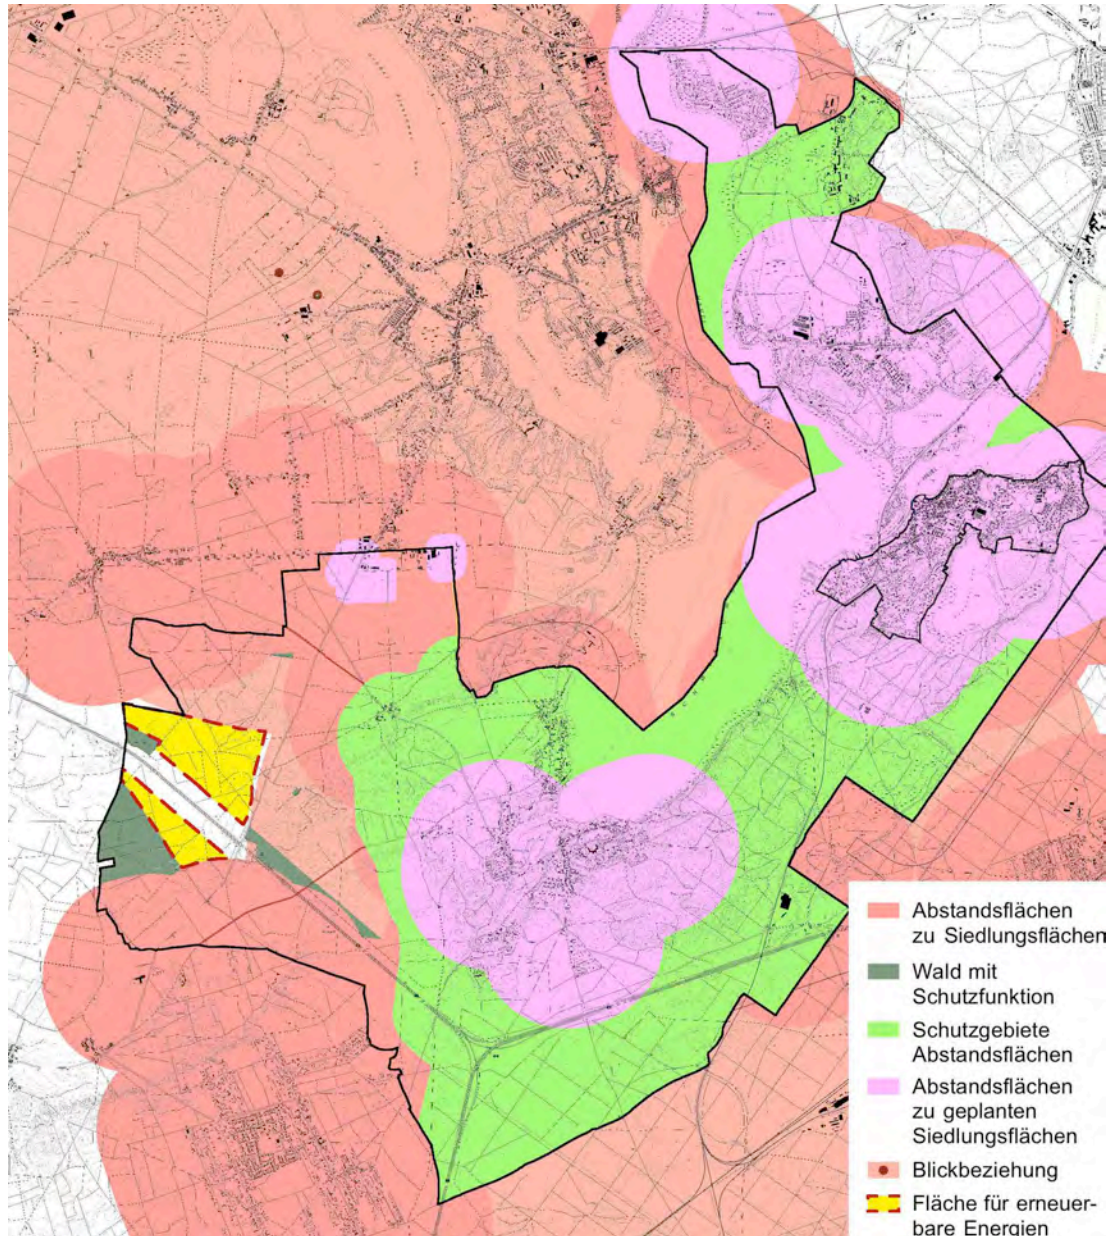 Abstandsflächen
zu Siedlungsflächen
Wald mit
Schutzfunktion
Schutzgebiete
Abstandsflächen
Abstandsflächen
zu geplanten
Siedlungsflächen
Blickbeziehung
Fläche für erneuer-
bare Energien